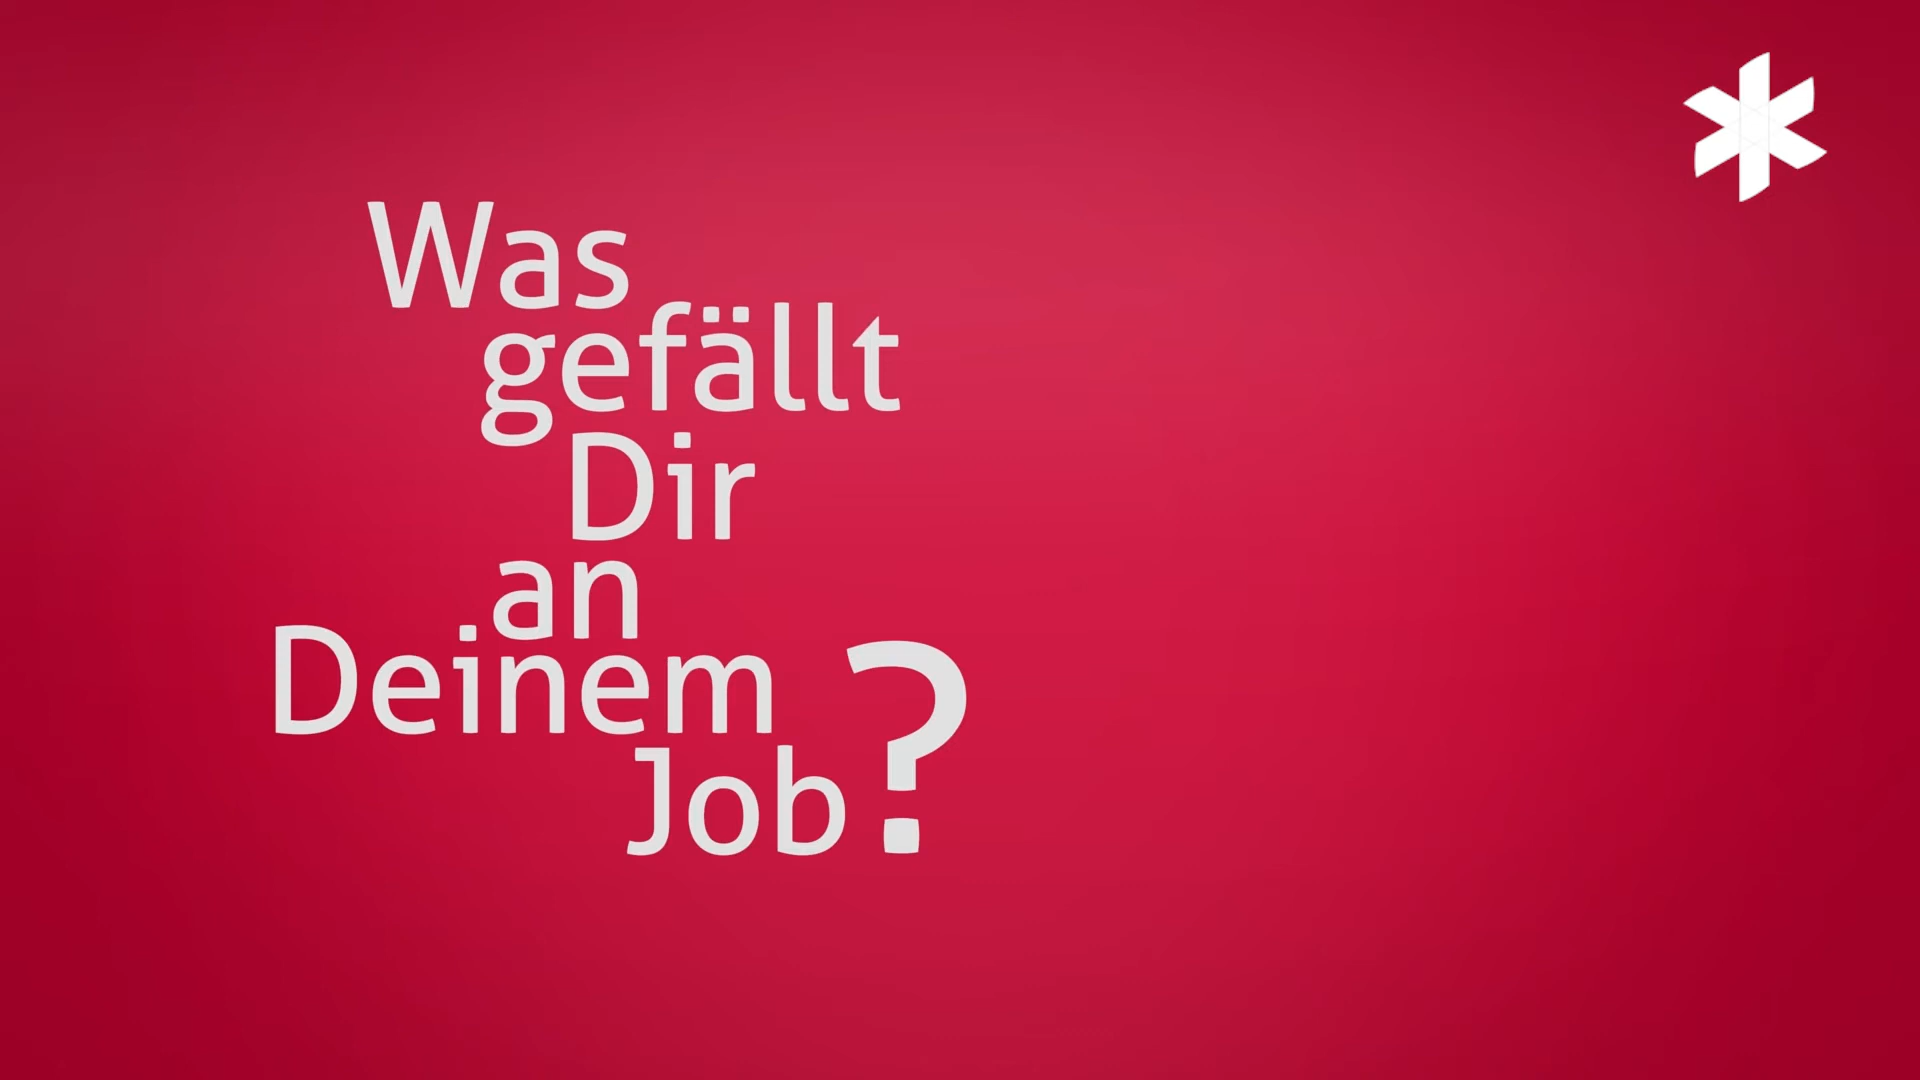 Was
gefällt
Dir
an
Deinem
Job?